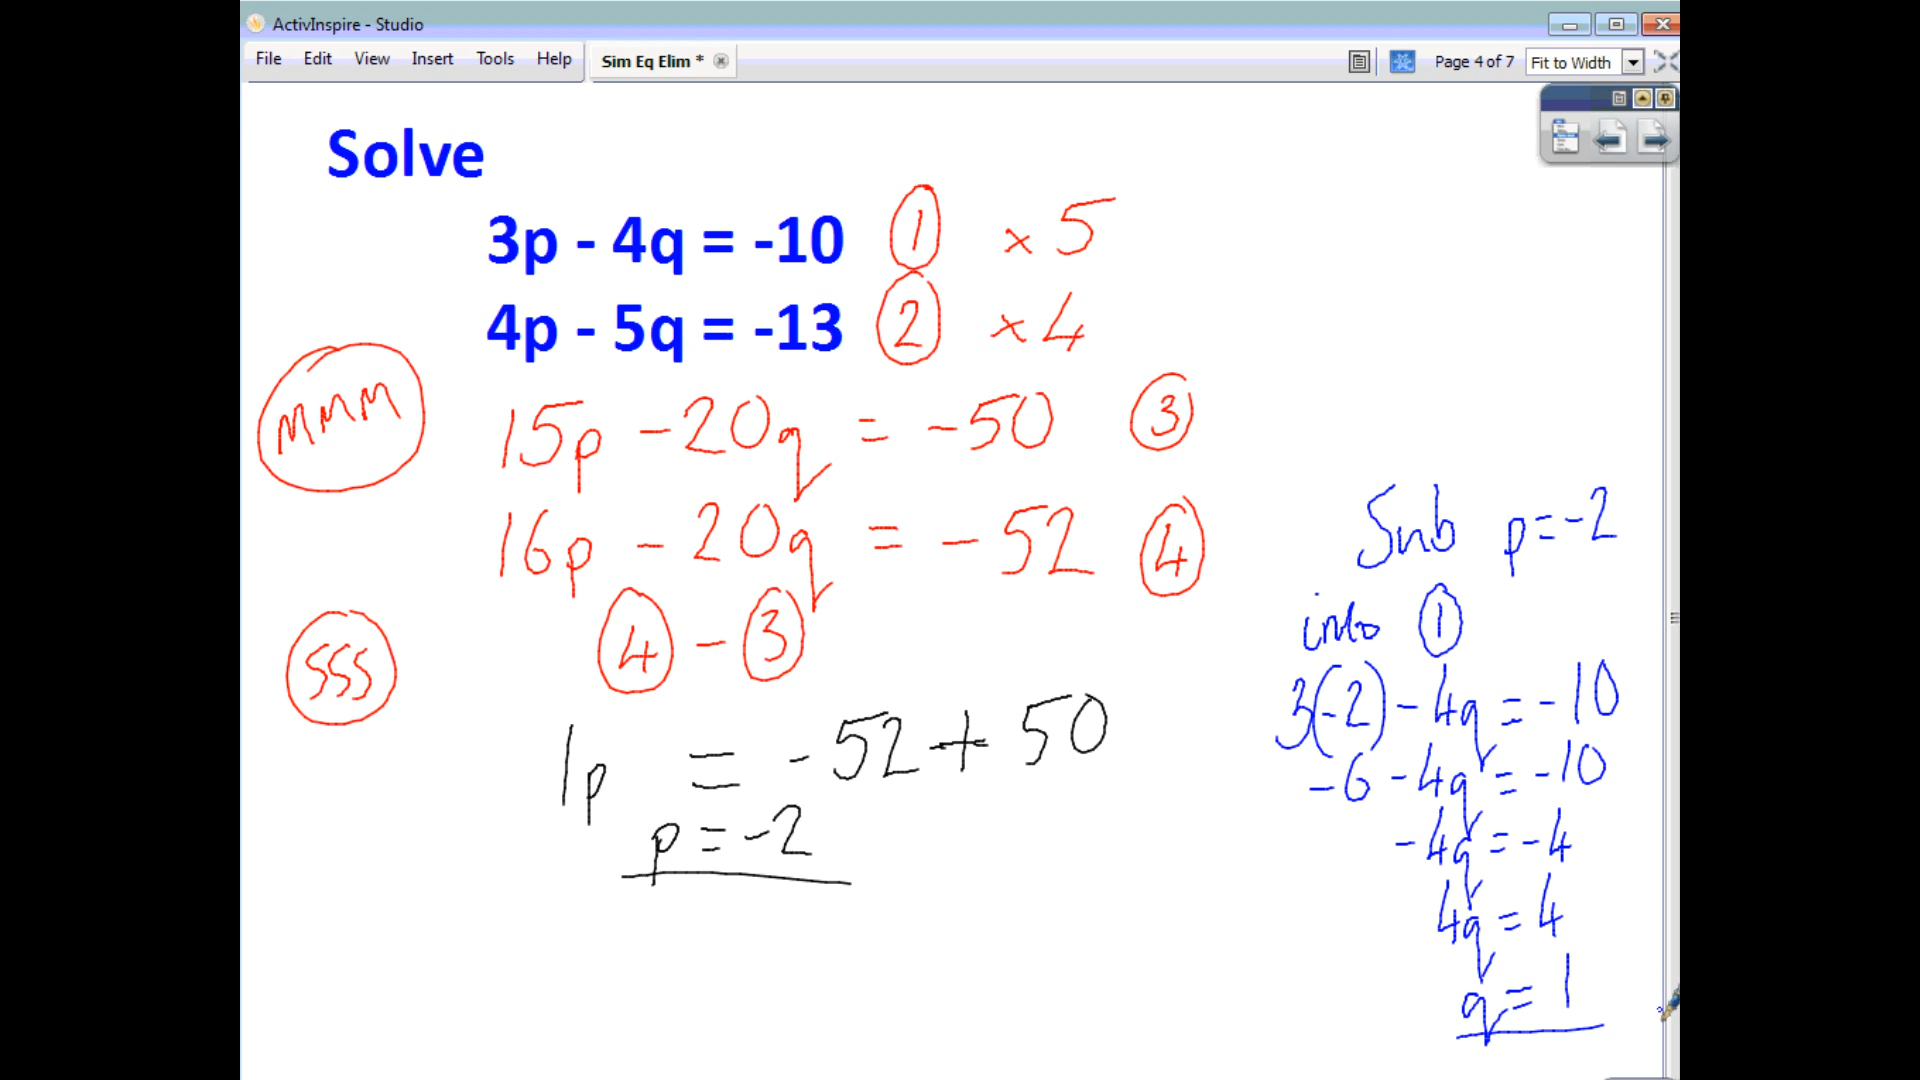 ActivInspire - Studio
File Edit View Insert Tools Help Sim Eq Elim * Page 4 of 7 Fit to Width
Solve
3p - 4q = -10 ① × 5
4p - 5q = -13 ② × 4
MMM
15p - 20q = -50 ③
16p - 20q = -52 ④
SSS
④ - ③
1p = -52 + 50
p = -2
Sub p = -2
into ①
3(-2) - 4q = -10
-6 - 4q = -10
-4q = -4
4q = 4
q = 1